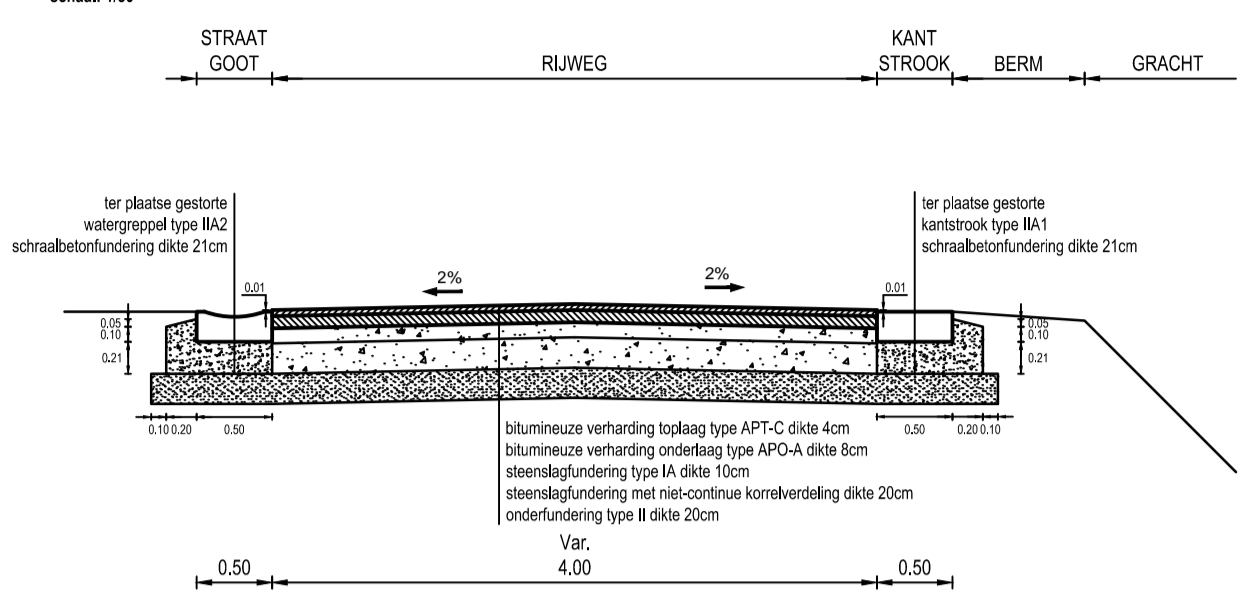 STRAAT
GOOT
RIJWEG
KANT
STROOK
BERM
GRACHT
ter plaatse gestorte
watergreppel type IIA2
schraalbetonfundering dikte 21cm
ter plaatse gestorte
kantstrook type IIA1
schraalbetonfundering dikte 21cm
2%
2%
0.01
0.01
0.05
0.10
0.21
0.05
0.10
0.21
0.10 0.20 0.50
0.50 0.20 0.10
bitumineuze verharding toplaag type APT-C dikte 4cm
bitumineuze verharding onderlaag type APO-A dikte 8cm
steenslagfundering type IA dikte 10cm
steenslagfundering met niet-continue korrelverdeling dikte 20cm
onderfundering type II dikte 20cm
Var.
0.50 4.00 0.50